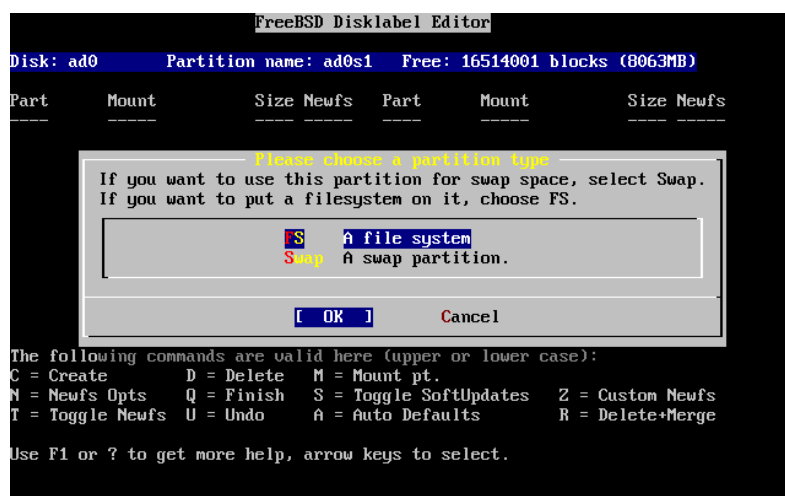 FreeBSD Disklabel Editor
Disk: ad0 Partition name: ad0s1 Free: 16514001 blocks (8063MB)
Part Mount Size Newfs Part Mount Size Newfs
---- ----- ---- ----- ---- ----- ---- -----
Please choose a partition type
If you want to use this partition for swap space, select Swap.
If you want to put a filesystem on it, choose FS.
FS A file system
Swap A swap partition.
[ OK ] Cancel
The following commands are valid here (upper or lower case):
C = Create D = Delete M = Mount pt.
N = Newfs Opts Q = Finish S = Toggle SoftUpdates Z = Custom Newfs
T = Toggle Newfs U = Undo A = Auto Defaults R = Delete+Merge
Use F1 or ? to get more help, arrow keys to select.